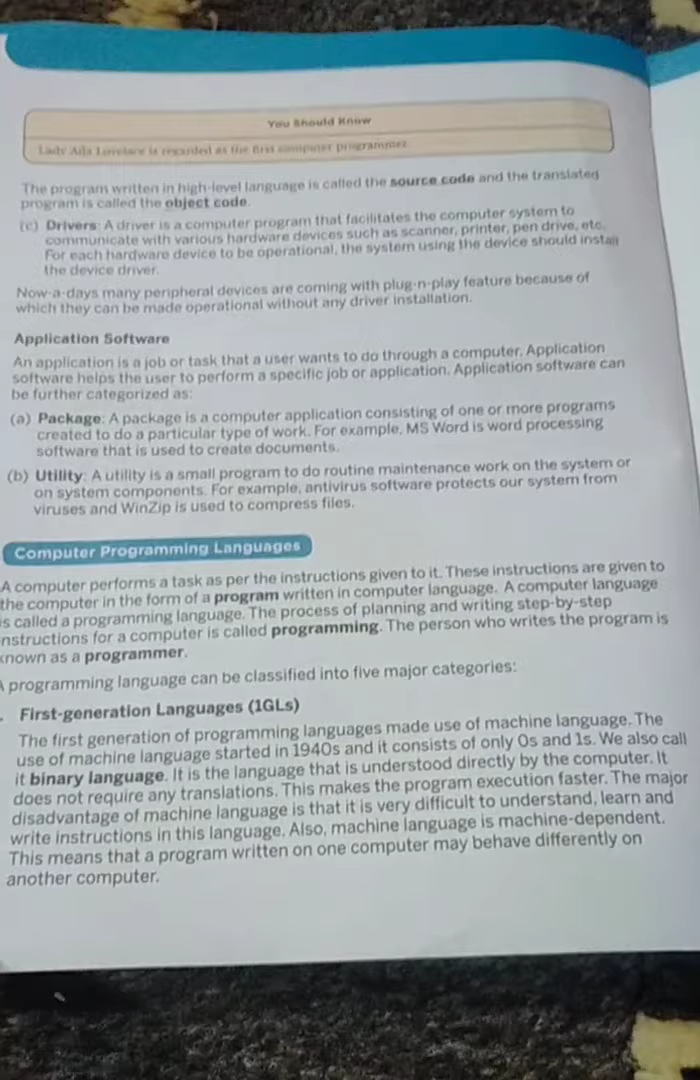 You Should Know
Lady Ada Lovelace is regarded as the first computer programmer.
The program written in high-level language is called the source code and the translated
program is called the object code.
(c) Drivers: A driver is a computer program that facilitates the computer system to
communicate with various hardware devices such as scanner, printer, pen drive, etc.
For each hardware device to be operational, the system using the device should install
the device driver.
Now-a-days many peripheral devices are coming with plug-n-play feature because of
which they can be made operational without any driver installation.
Application Software
An application is a job or task that a user wants to do through a computer. Application
software helps the user to perform a specific job or application. Application software can
be further categorized as:
(a) Package: A package is a computer application consisting of one or more programs
created to do a particular type of work. For example, MS Word is word processing
software that is used to create documents.
(b) Utility: A utility is a small program to do routine maintenance work on the system or
on system components. For example, antivirus software protects our system from
viruses and WinZip is used to compress files.
Computer Programming Languages
A computer performs a task as per the instructions given to it. These instructions are given to
the computer in the form of a program written in computer language. A computer language
is called a programming language. The process of planning and writing step-by-step
nstructions for a computer is called programming. The person who writes the program is
known as a programmer.
A programming language can be classified into five major categories:
. First-generation Languages (1GLs)
The first generation of programming languages made use of machine language. The
use of machine language started in 1940s and it consists of only 0s and 1s. We also call
it binary language. It is the language that is understood directly by the computer. It
does not require any translations. This makes the program execution faster. The major
disadvantage of machine language is that it is very difficult to understand, learn and
write instructions in this language. Also, machine language is machine-dependent.
This means that a program written on one computer may behave differently on
another computer.